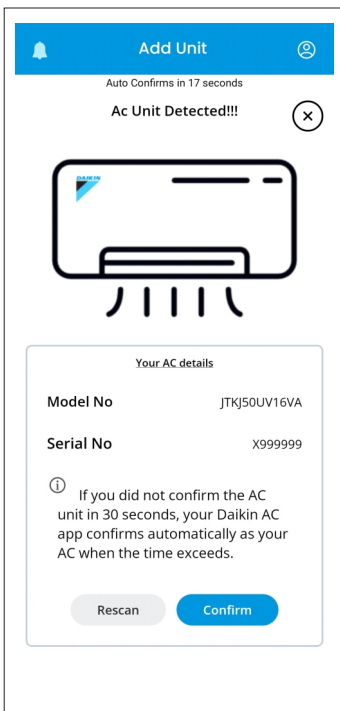 Add Unit
Auto Confirms in 17 seconds
Ac Unit Detected!!!
DAIKIN
Your AC details
Model No JTKJ50UV16VA
Serial No X999999
If you did not confirm the AC
unit in 30 seconds, your Daikin AC
app confirms automatically as your
AC when the time exceeds.
Rescan Confirm